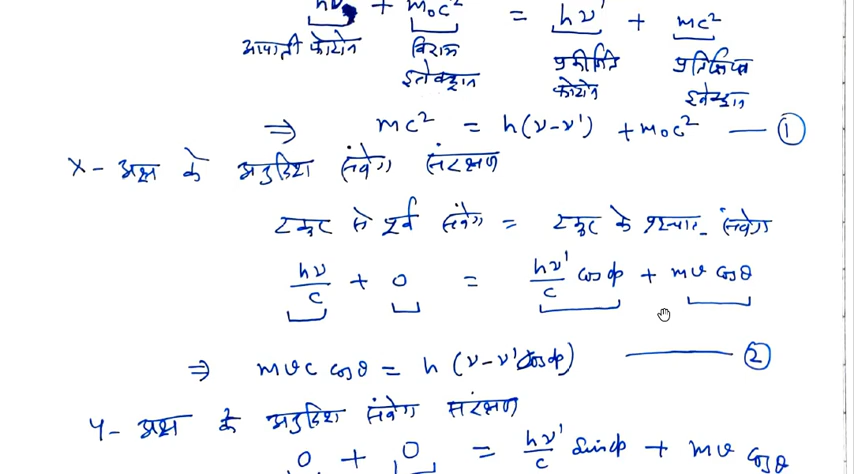 hν + m₀c² = hν' + mc²
आपाती फोटोन विराम प्रकीर्णित प्रतिक्षिप्त
इलेक्ट्रान फोटोन इलेक्ट्रान
⇒ mc² = h(ν-ν') + m₀c² — ①
X- अक्ष के अनुदिश संवेग संरक्षण
टक्कर से पूर्व संवेग = टक्कर के पश्चात संवेग
hν/c + 0 = hν'/c cosϕ + mv cosθ
⇒ mvc cosθ = h (ν-ν' cosϕ) — ②
Y- अक्ष के अनुदिश संवेग संरक्षण
0 + 0 = hν'/c sinϕ + mv cosθ